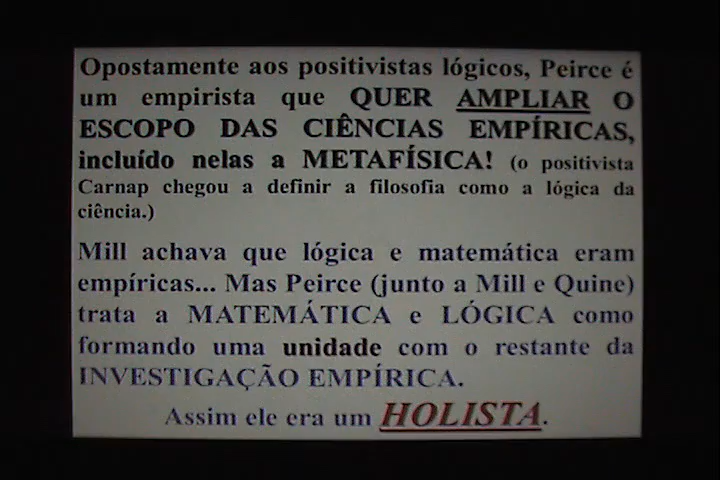 Opostamente aos positivistas lógicos, Peirce é
um empirista que QUER AMPLIAR O
ESCOPO DAS CIÊNCIAS EMPÍRICAS,
incluído nelas a METAFÍSICA! (o positivista
Carnap chegou a definir a filosofia como a lógica da
ciência.)
Mill achava que lógica e matemática eram
empíricas... Mas Peirce (junto a Mill e Quine)
trata a MATEMÁTICA e LÓGICA como
formando uma unidade com o restante da
INVESTIGAÇÃO EMPÍRICA.
Assim ele era um HOLISTA.